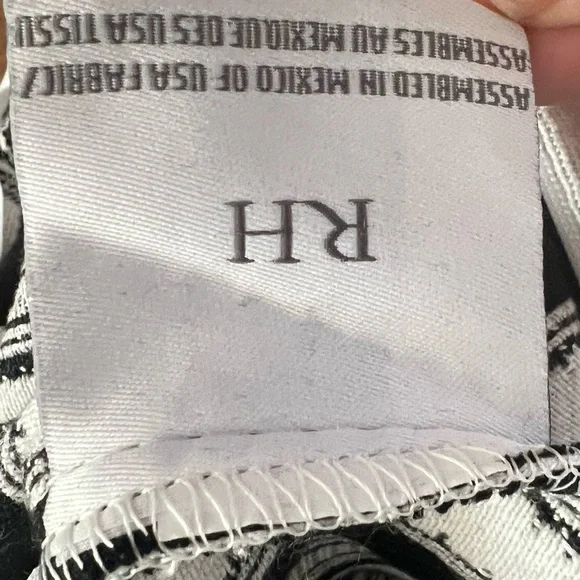 RH
ASSEMBLED IN MEXICO OF USA FABRIC/
ASSEMBLES AU MEXIQUE DES USA TISSU